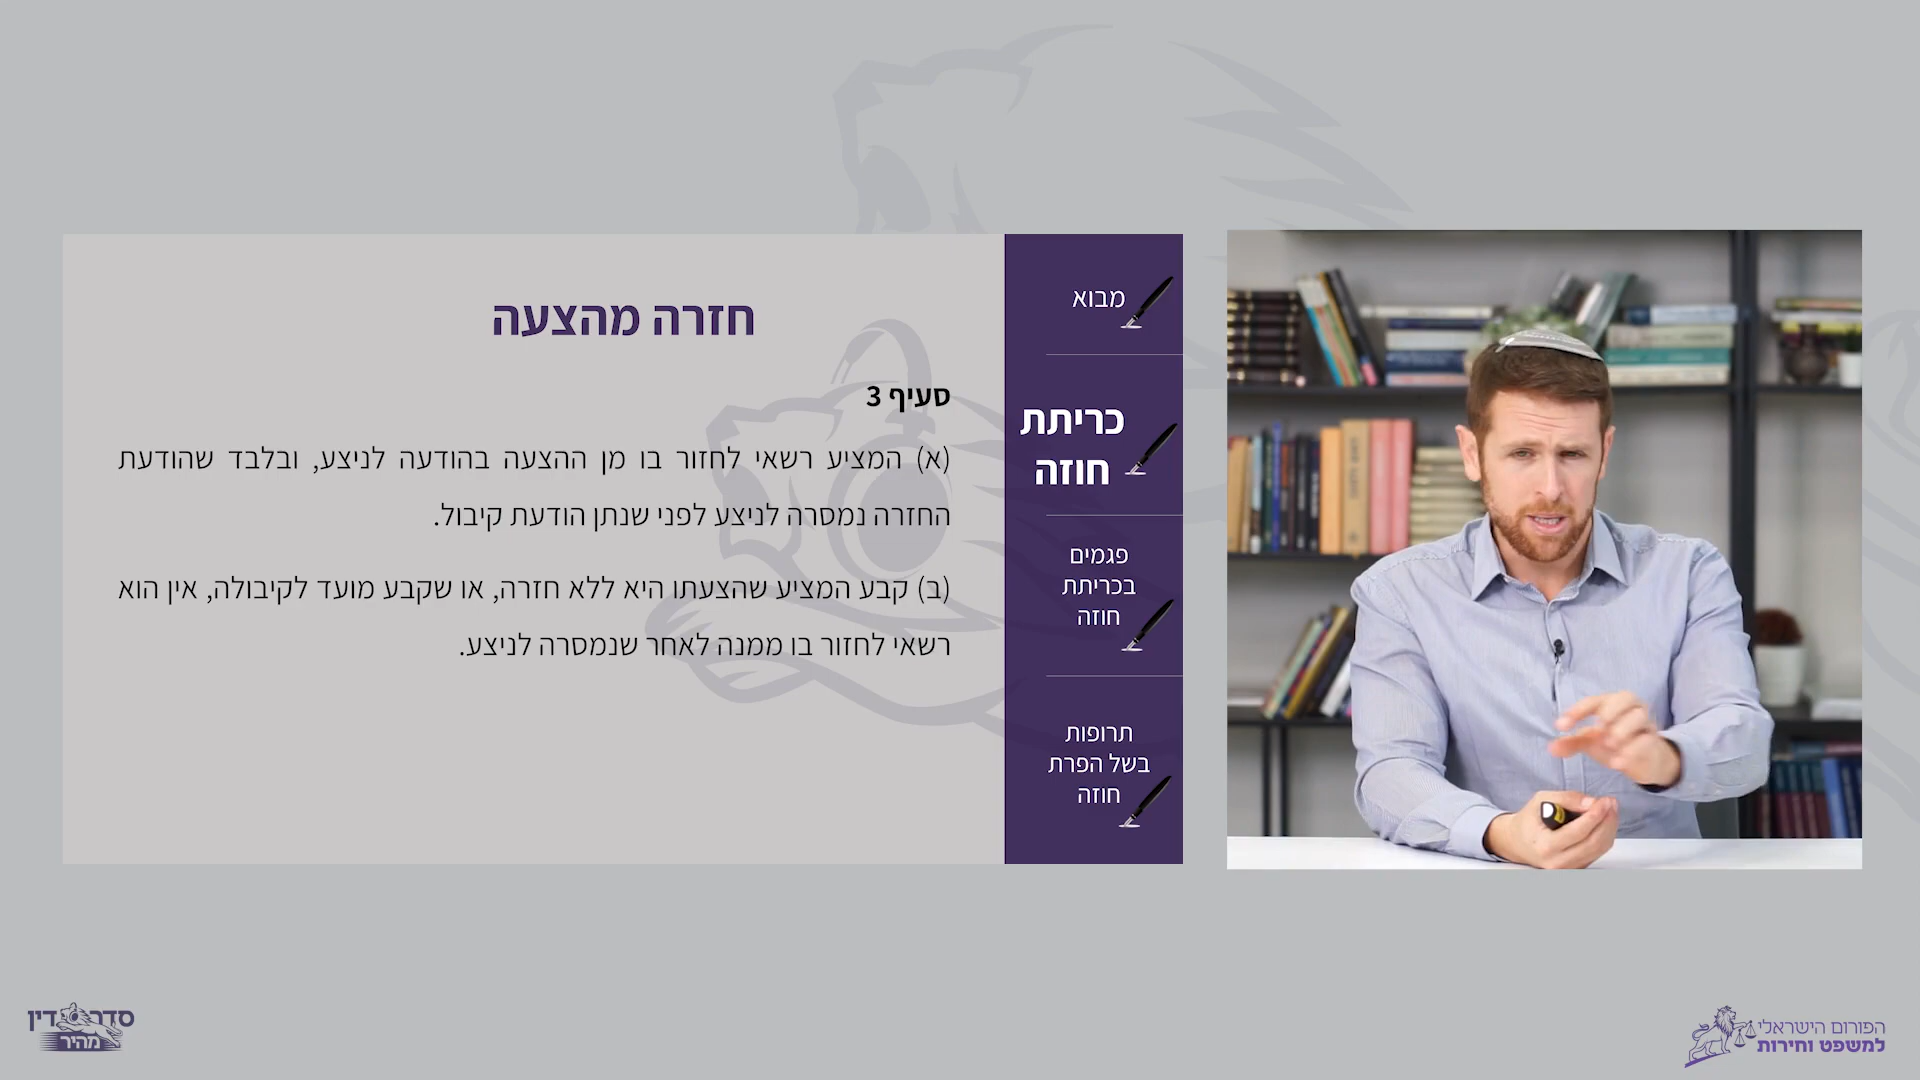 חזרה מהצעה
סעיף 3
(א) המציע רשאי לחזור בו מן ההצעה בהודעה לניצע, ובלבד שהודעת
החזרה נמסרה לניצע לפני שנתן הודעת קיבול.
(ב) קבע המציע שהצעתו היא ללא חזרה, או שקבע מועד לקיבולה, אין הוא
רשאי לחזור בו ממנה לאחר שנמסרה לניצע.
מבוא
כריתת
חוזה
פגמים
בכריתת
חוזה
תרופות
בשל הפרת
חוזה
סדר דין
מהיר
הפורום הישראלי
למשפט וחירות